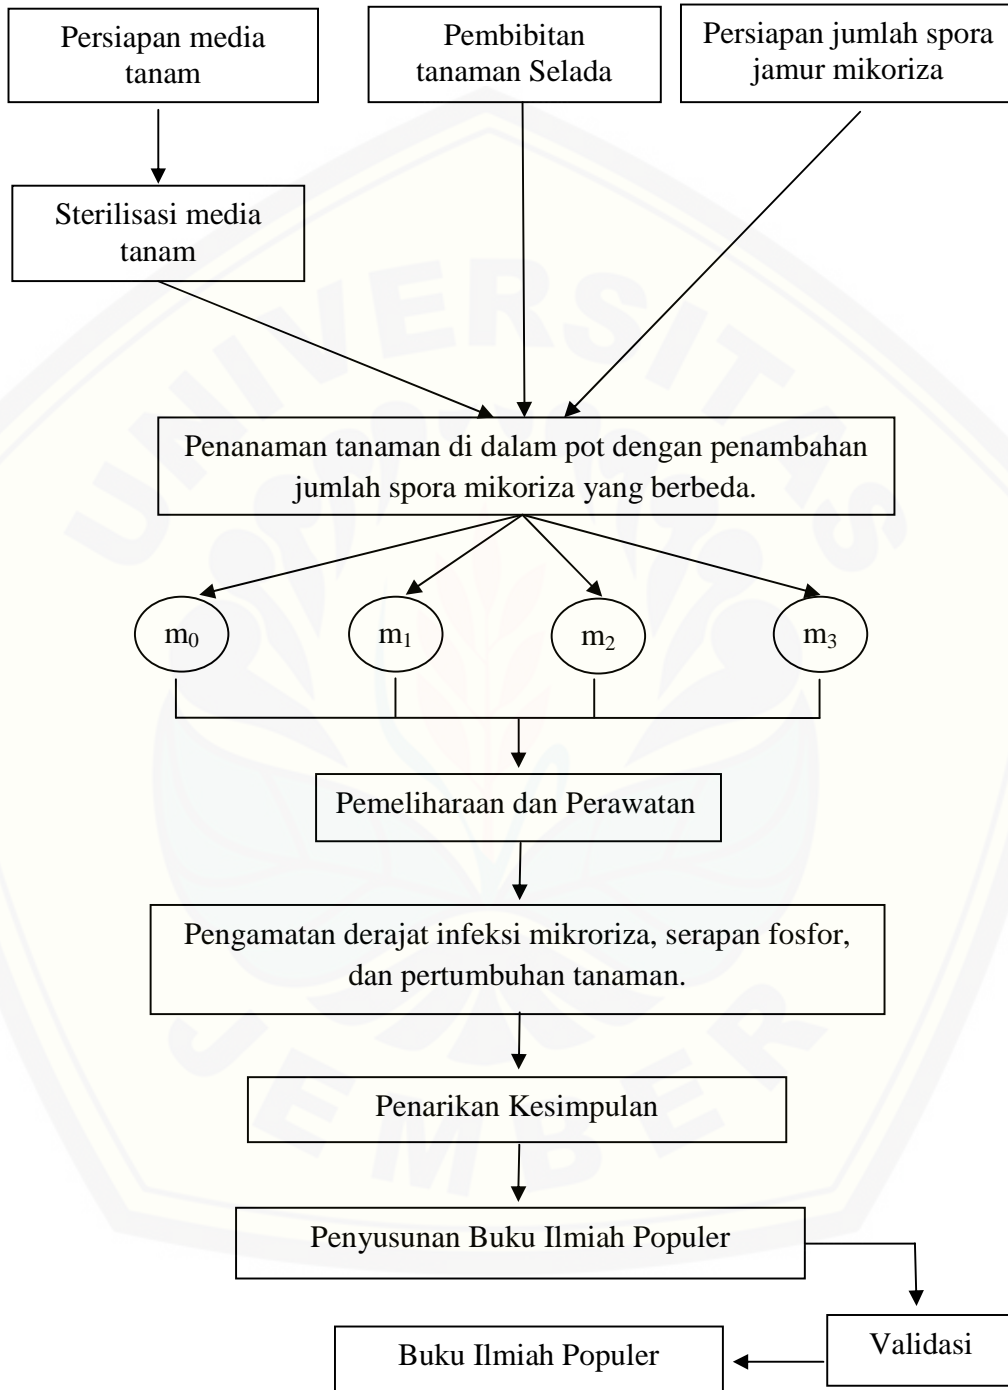 Persiapan media
tanam
Pembibitan
tanaman Selada
Persiapan jumlah spora
jamur mikoriza
Sterilisasi media
tanam
UNIVERSITAS
Penanaman tanaman di dalam pot dengan penambahan
jumlah spora mikoriza yang berbeda.
m0
m1
m2
m3
Pemeliharaan dan Perawatan
Pengamatan derajat infeksi mikroriza, serapan fosfor,
dan pertumbuhan tanaman.
JEMBER
Penarikan Kesimpulan
Penyusunan Buku Ilmiah Populer
Validasi
Buku Ilmiah Populer